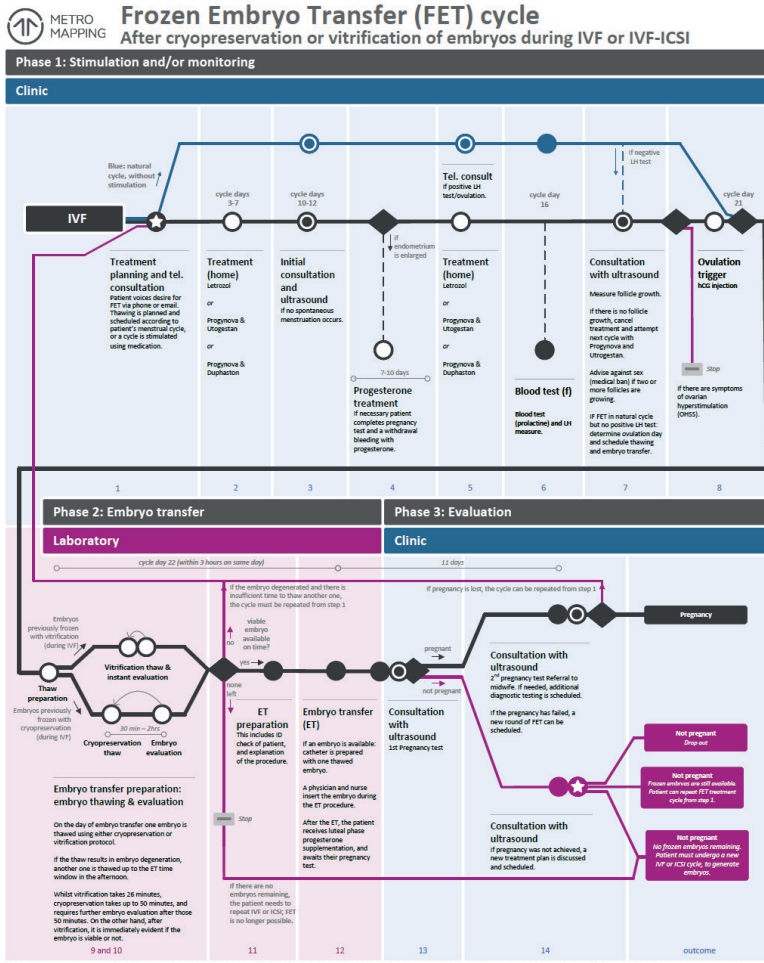 METRO
MAPPING
Frozen Embryo Transfer (FET) cycle
After cryopreservation or vitrification of embryos during IVF or IVF-ICSI
Phase 1: Stimulation and/or monitoring
Clinic
Blue: natural
cycle, without
stimulation
IVF
cycle days
3-7
cycle days
10-12
if
endometrium
is enlarged
Tel. consult
If positive LH
test/ovulation.
cycle day
16
if negative
LH test
cycle day
21
Treatment
planning and tel.
consultation
Patient voices desire for
FET via phone or email.
Thawing is planned and
scheduled according to
patient's menstrual cycle,
or a cycle is stimulated
using medication.
Treatment
(home)
Letrozol
or
Progynova &
Utogestan
or
Progynova &
Duphaston
Initial
consultation
and
ultrasound
If no spontaneous
menstruation occurs.
7-10 days
Progesterone
treatment
If necessary patient
completes pregnancy
test and a withdrawal
bleeding with
progesterone.
Treatment
(home)
Letrozol
or
Progynova &
Utogestan
or
Progynova &
Duphaston
Blood test (f)
Blood test
(prolactine) and LH
measure.
Consultation
with ultrasound
Measure follicle growth.
If there is no follicle
growth, cancel
treatment and attempt
next cycle with
Progynova and
Utrogestan.
Advise against sex
(medical ban) if two or
more follicles are
growing.
IF FET in natural cycle
but no positive LH test:
determine ovulation day
and schedule thawing
and embryo transfer.
Ovulation
trigger
hCG injection
Stop
If there are symptoms
of ovarian
hyperstimulation
(OHSS).
1
2
3
4
5
6
7
8
Phase 2: Embryo transfer
Phase 3: Evaluation
Laboratory
Clinic
cycle day 22 (within 3 hours on same day)
11 days
If the embryo degenerated and there is
insufficient time to thaw another one,
the cycle must be repeated from step 1
If pregnancy is lost, the cycle can be repeated from step 1
Embryos
previously frozen
with vitrification
(during IVF)
Vitrification thaw &
instant evaluation
Thaw
preparation
Embryos previously
frozen with
cryopreservation
(during IVF)
30 min – 2hrs
Cryopreservation
thaw
Embryo
evaluation
no
viable
embryo
available
on time?
yes
none
left
pregnant
not pregnant
Pregnancy
ET
preparation
This includes ID
check of patient,
and explanation
of the procedure.
Embryo transfer
(ET)
If an embryo is available:
catheter is prepared
with one thawed
embryo.
A physician and nurse
insert the embryo during
the ET procedure.
After the ET, the patient
receives luteal phase
progesterone
supplementation, and
awaits their pregnancy
test.
Consultation
with
ultrasound
1st Pregnancy test
Consultation with
ultrasound
2nd pregnancy test Referral to
midwife. If needed, additional
diagnostic testing is scheduled.
If the pregnancy has failed, a
new round of FET can be
scheduled.
Not pregnant
Drop out
Not pregnant
Frozen embryos are still available.
Patient can repeat FET treatment
cycle from step 1.
Not pregnant
No frozen embryos remaining.
Patient must undergo a new
IVF or ICSI cycle, to generate
embryos.
Consultation with
ultrasound
If pregnancy was not achieved, a
new treatment plan is discussed
and scheduled.
Embryo transfer preparation:
embryo thawing & evaluation
On the day of embryo transfer one embryo is
thawed using either cryopreservation or
vitrification protocol.
If the thaw results in embryo degeneration,
another one is thawed up to the ET time
window in the afternoon.
Whilst vitrification takes 26 minutes,
cryopreservation takes up to 50 minutes, and
requires further embryo evaluation after those
50 minutes. On the other hand, after
vitrification, it is immediately evident if the
embryo is viable or not.
Stop
If there are no
embryos remaining,
the patient needs to
repeat IVF or ICSI; FET
is no longer possible.
9 and 10
11
12
13
14
outcome